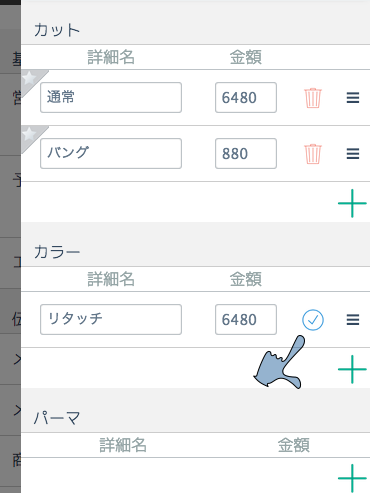 カット
詳細名 金額
通常 6480
バング 880
カラー
詳細名 金額
リタッチ 6480
パーマ
詳細名 金額